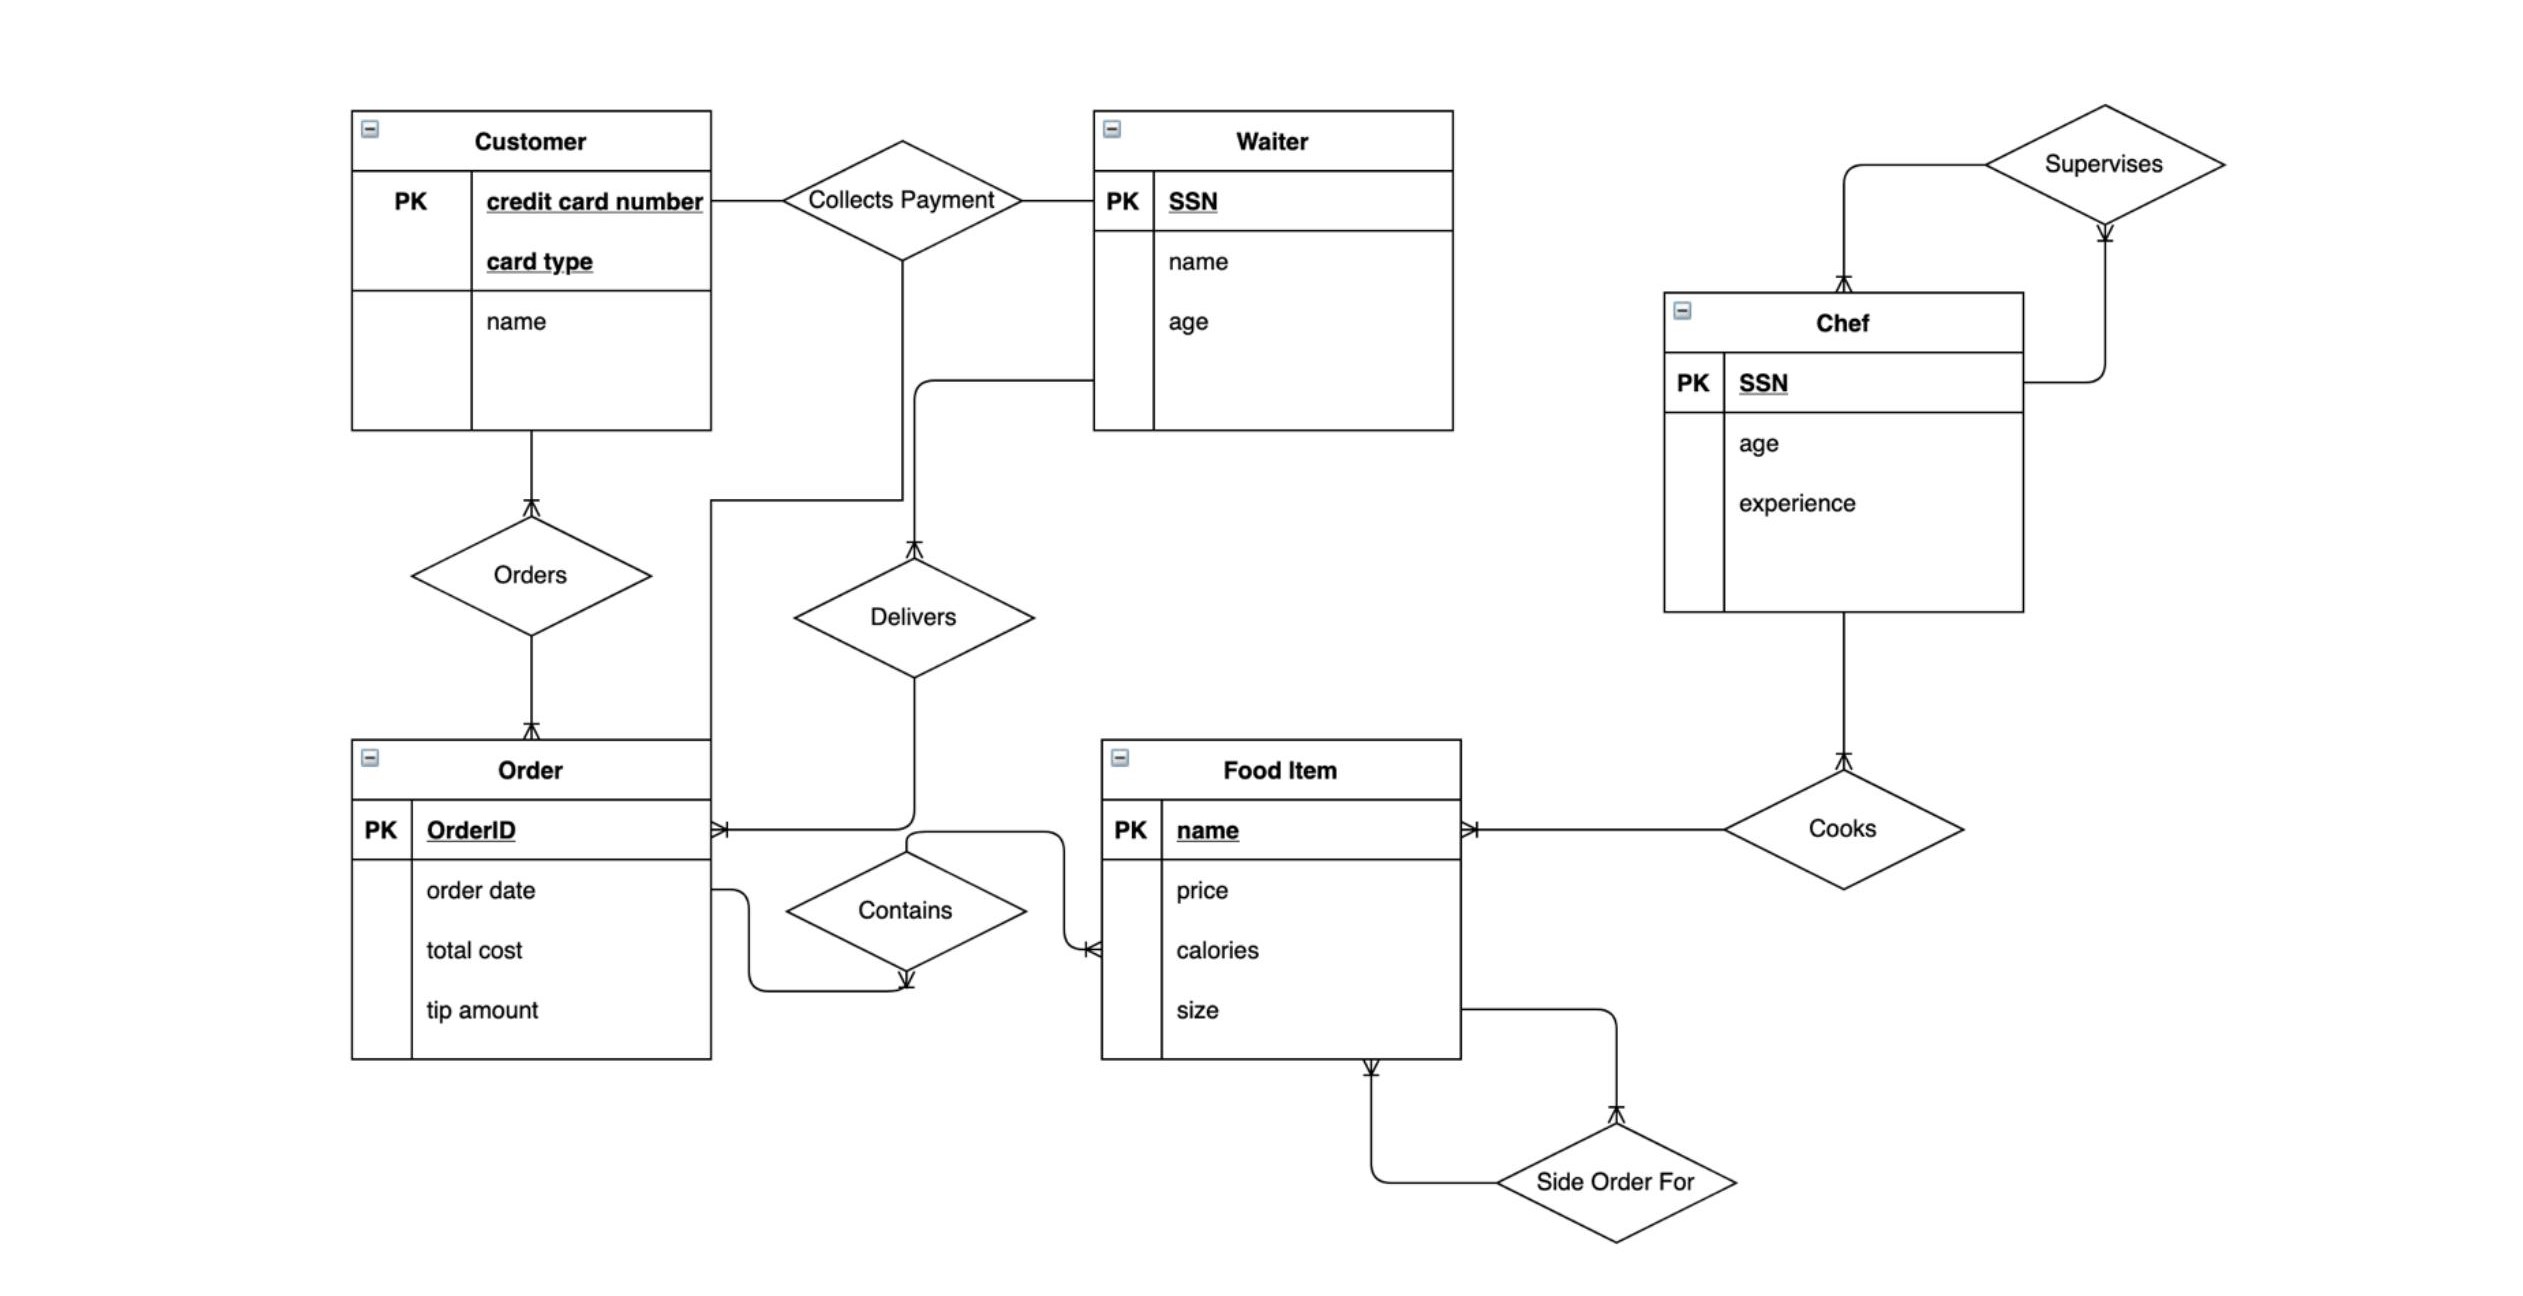 Customer
PK credit card number
card type
name
Collects Payment
Waiter
PK SSN
name
age
Supervises
Chef
PK SSN
age
experience
Orders
Delivers
Order
PK OrderID
order date
total cost
tip amount
Contains
Food Item
PK name
price
calories
size
Cooks
Side Order For